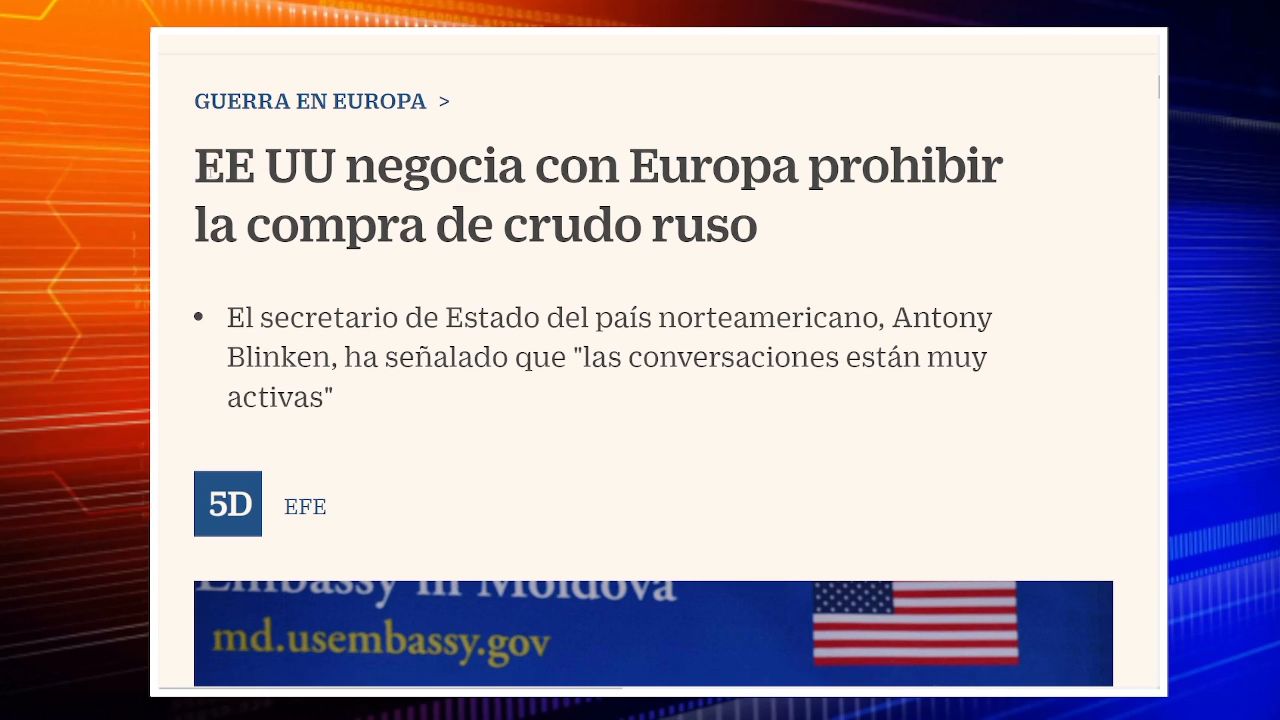 GUERRA EN EUROPA >
EE UU negocia con Europa prohibir
la compra de crudo ruso
• El secretario de Estado del país norteamericano, Antony
Blinken, ha señalado que "las conversaciones están muy
activas"
5D EFE
Embassy in Moldova
md.usembassy.gov